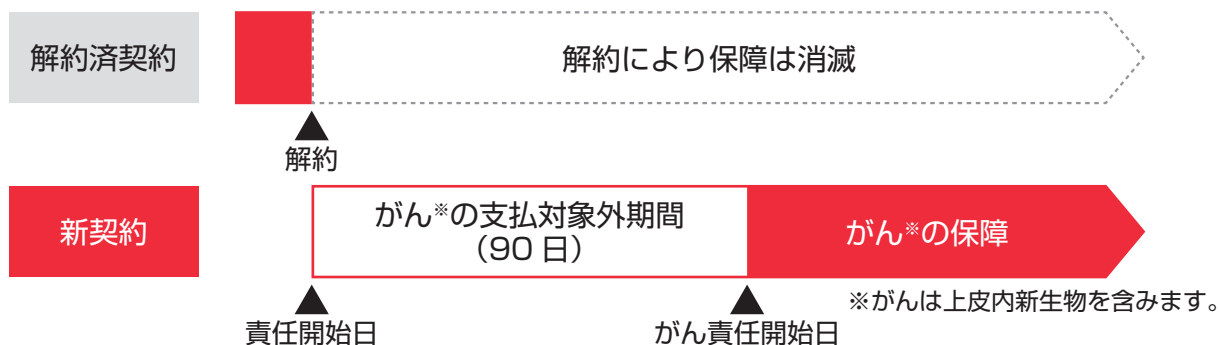 解約済契約
解約により保障は消滅
解約
新契約
がん※の支払対象外期間
（90日）
がん※の保障
※がんは上皮内新生物を含みます。
責任開始日
がん責任開始日